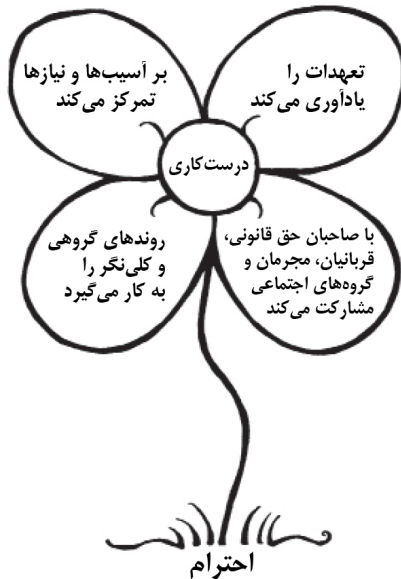 تعهدات را
یادآوری می‌کند
بر آسیب‌ها و نیازها
تمرکز می‌کند
درست‌کاری
با صاحبان حق قانونی،
قربانیان، مجرمان و
گروه‌های اجتماعی
مشارکت می‌کند
روندهای گروهی
و کلی‌نگر را
به کار می‌گیرد
احترام